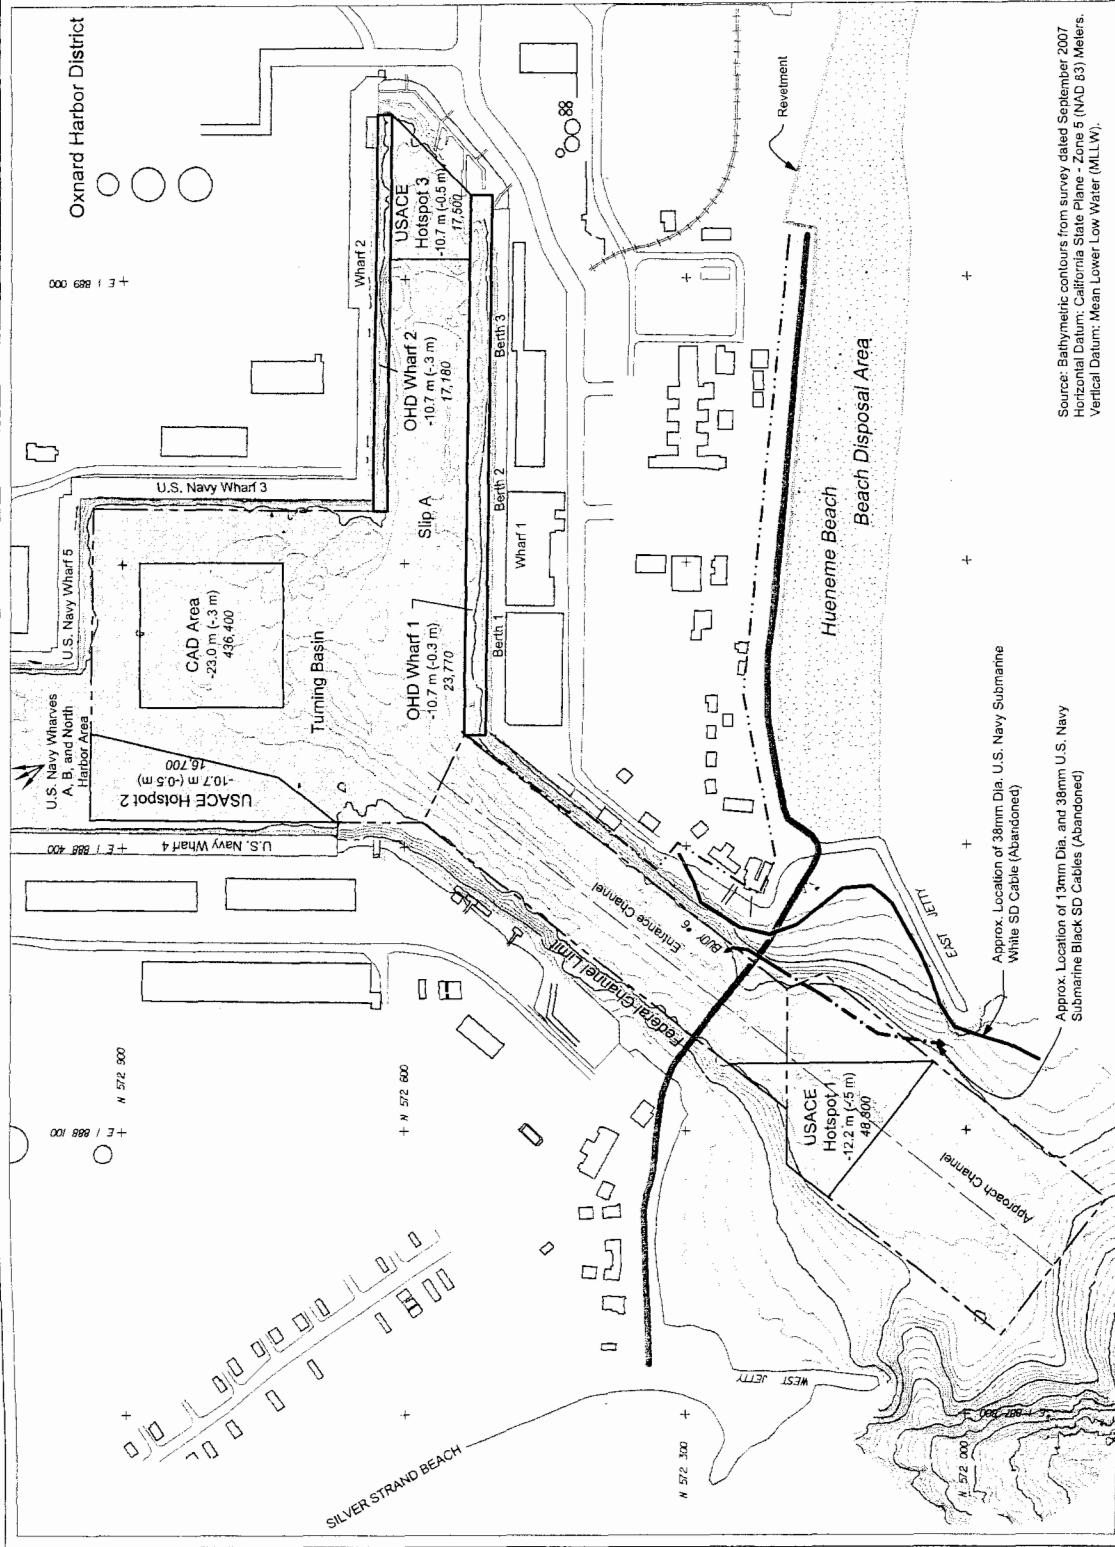 Oxnard Harbor District
E 1 889 000
Wharf 2
USACE
Hotspot 3
-10.7 m (-0.5 m)
17,500
Revetment
OHD Wharf 2
-10.7 m (-.3 m)
17,180
Berth 3
U.S. Navy Wharf 3
Slip A
Berth 2
Wharf 1
Berth 1
U.S. Navy Wharf 5
CAD Area
-23.0 m (-.3 m)
436,400
Turning Basin
OHD Wharf 1
-10.7 m (-0.3 m)
23,770
U.S. Navy Wharves
A, B, and North
Harbor Area
USACE Hotspot 2
-10.7 m (-0.5 m)
16,700
U.S. Navy Wharf 4
E 1 888 400
Hueneme Beach
Beach Disposal Area
Entrance Channel
Buoy #6
Federal Channel Limit
EAST JETTY
Approx. Location of 38mm Dia. U.S. Navy Submarine
White SD Cable (Abandoned)
Approx. Location of 13mm Dia. and 38mm U.S. Navy
Submarine Black SD Cables (Abandoned)
N 572 900
N 572 600
E 1 888 100
USACE
Hotspot 1
-12.2 m (-.5 m)
48,800
Approach Channel
WEST JETTY
SILVER STRAND BEACH
N 572 300
N 572 000
Source: Bathymetric contours from survey dated September 2007
Horizontal Datum: California State Plane - Zone 5 (NAD 83) Meters.
Vertical Datum: Mean Lower Low Water (MLLW).